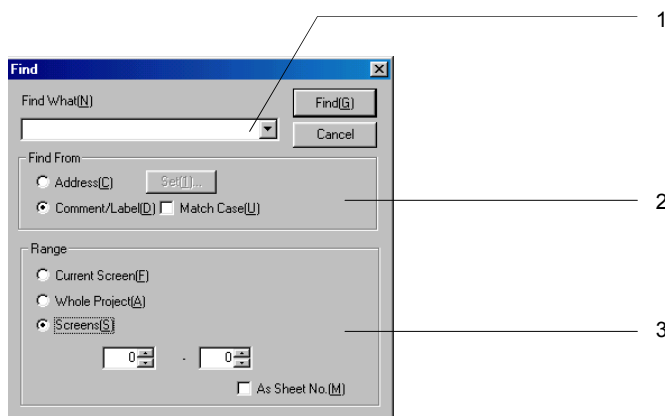 1
Find
Find What(N)
Find(G)
Cancel
Find From
Address(C) Set(1)...
Comment/Label(D) Match Case(U)
2
Range
Current Screen(F)
Whole Project(A)
Screens(S)
3
0 - 0
As Sheet No.(M)